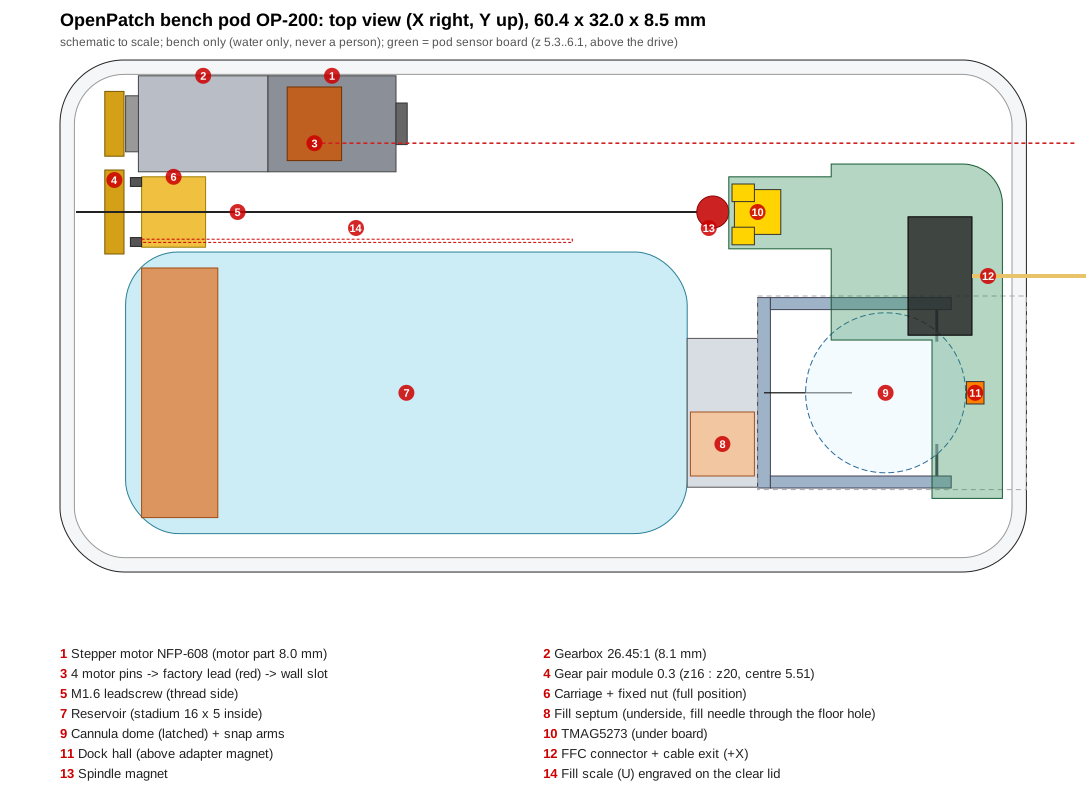 OpenPatch bench pod OP-200: top view (X right, Y up), 60.4 x 32.0 x 8.5 mm
schematic to scale; bench only (water only, never a person); green = pod sensor board (z 5.3..6.1, above the drive)
2
1
3
4
6
5
14
13
10
12
7
9
11
8
1 Stepper motor NFP-608 (motor part 8.0 mm)
2 Gearbox 26.45:1 (8.1 mm)
3 4 motor pins -> factory lead (red) -> wall slot
4 Gear pair module 0.3 (z16 : z20, centre 5.51)
5 M1.6 leadscrew (thread side)
6 Carriage + fixed nut (full position)
7 Reservoir (stadium 16 x 5 inside)
8 Fill septum (underside, fill needle through the floor hole)
9 Cannula dome (latched) + snap arms
10 TMAG5273 (under board)
11 Dock hall (above adapter magnet)
12 FFC connector + cable exit (+X)
13 Spindle magnet
14 Fill scale (U) engraved on the clear lid